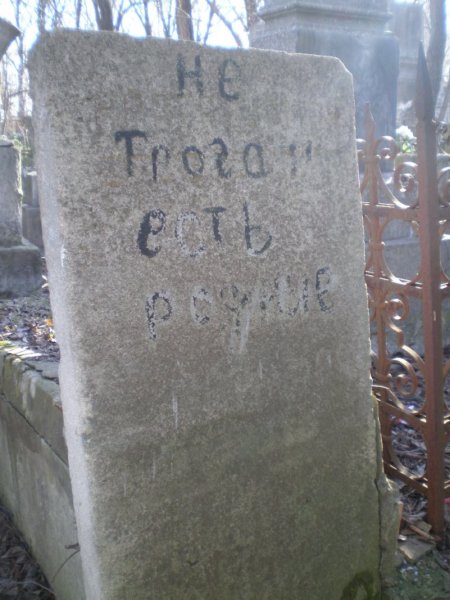 не
Трогай
есть
родные